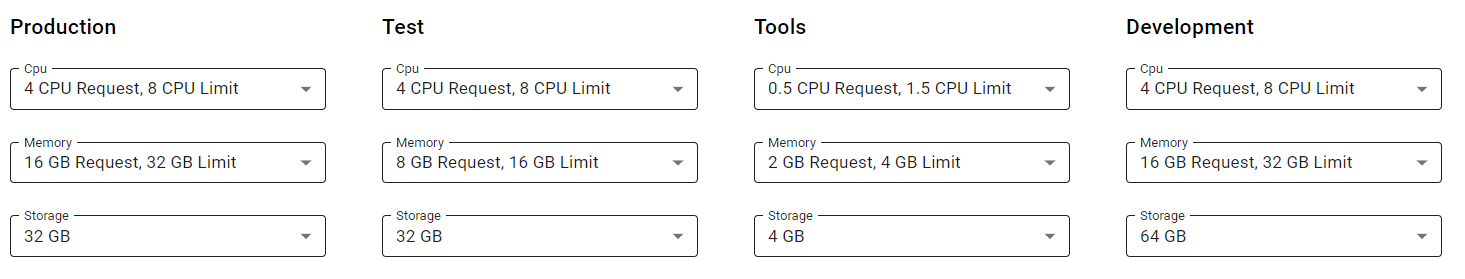 Production
Test
Tools
Development
Cpu
4 CPU Request, 8 CPU Limit
Cpu
4 CPU Request, 8 CPU Limit
Cpu
0.5 CPU Request, 1.5 CPU Limit
Cpu
4 CPU Request, 8 CPU Limit
Memory
16 GB Request, 32 GB Limit
Memory
8 GB Request, 16 GB Limit
Memory
2 GB Request, 4 GB Limit
Memory
16 GB Request, 32 GB Limit
Storage
32 GB
Storage
32 GB
Storage
4 GB
Storage
64 GB